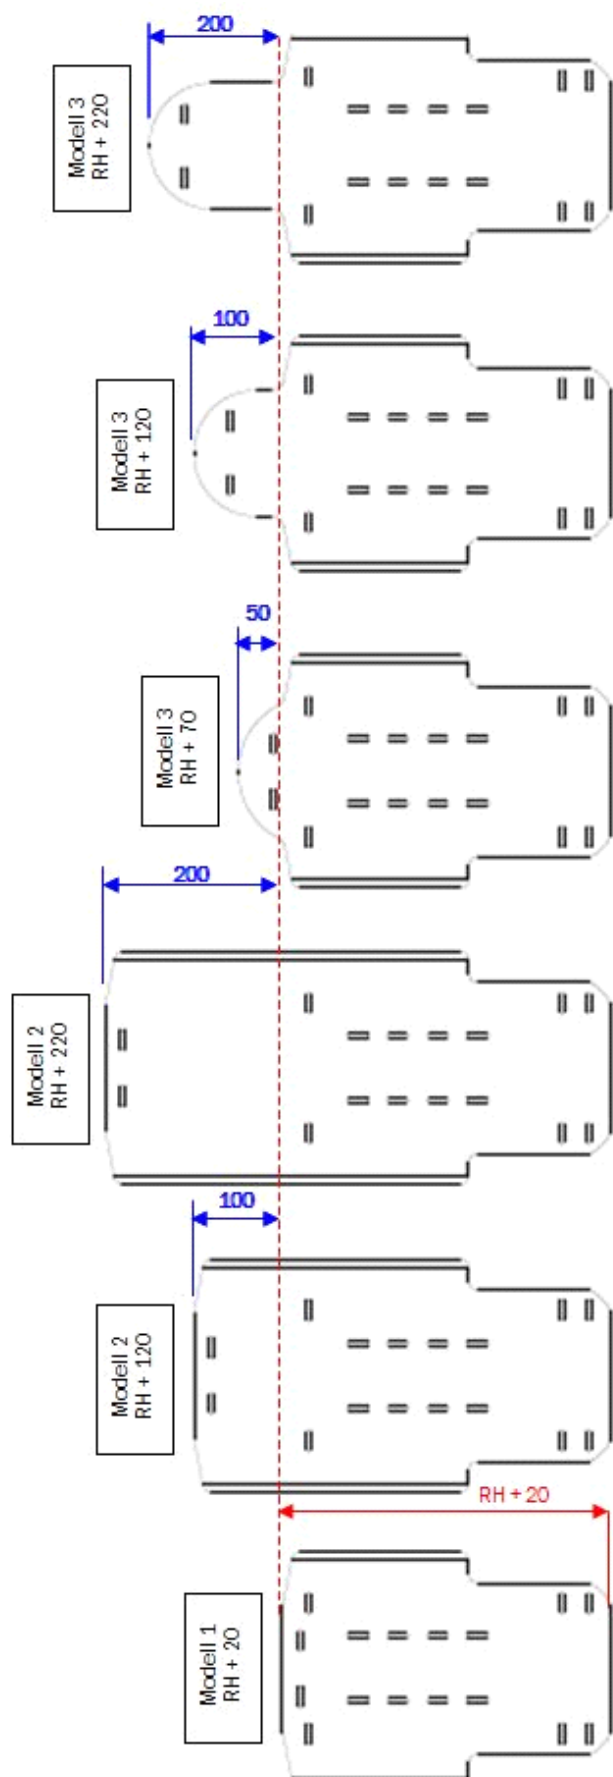 200
Modell 3
RH + 220
100
Modell 3
RH + 120
50
Modell 3
RH + 70
200
Modell 2
RH + 220
100
Modell 2
RH + 120
RH + 20
Modell 1
RH + 20